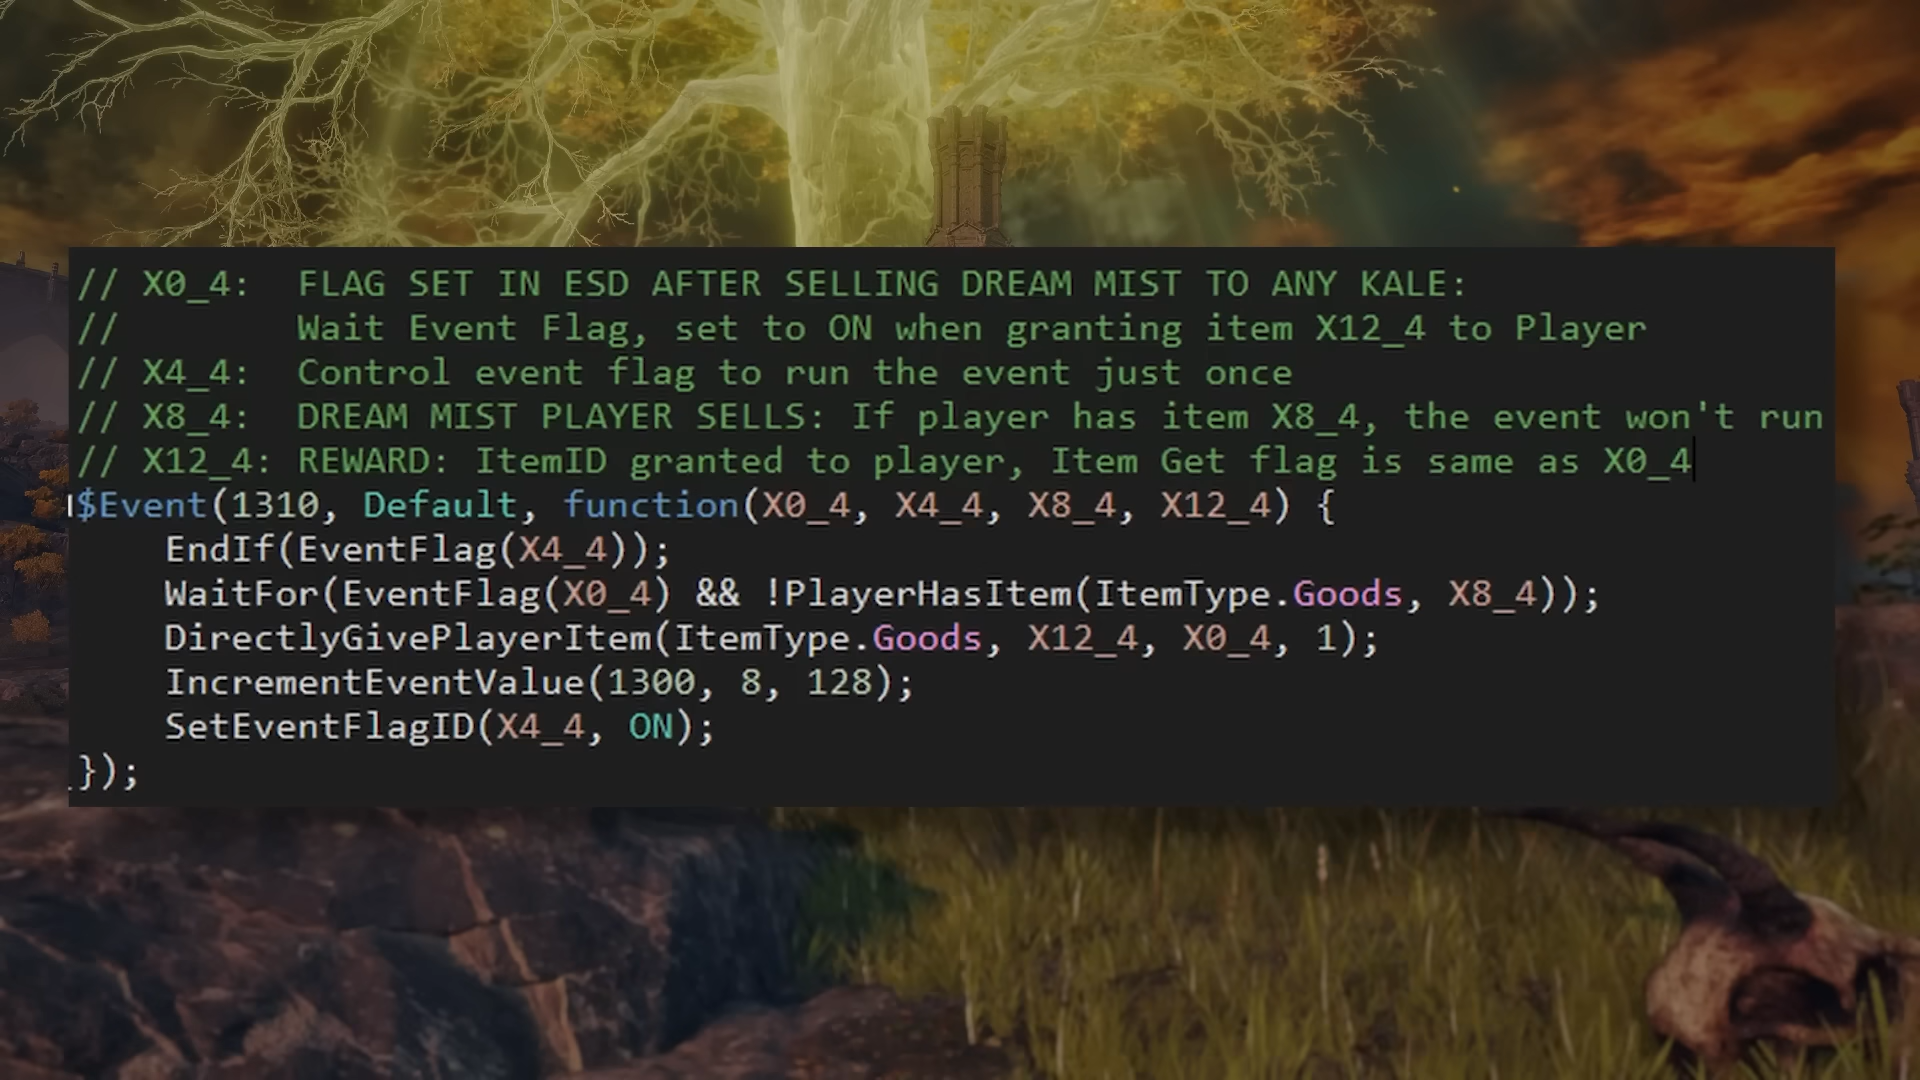 // X0_4:  FLAG SET IN ESD AFTER SELLING DREAM MIST TO ANY KALE:
//        Wait Event Flag, set to ON when granting item X12_4 to Player
// X4_4:  Control event flag to run the event just once
// X8_4:  DREAM MIST PLAYER SELLS: If player has item X8_4, the event won't run
// X12_4: REWARD: ItemID granted to player, Item Get flag is same as X0_4
$Event(1310, Default, function(X0_4, X4_4, X8_4, X12_4) {
    EndIf(EventFlag(X4_4));
    WaitFor(EventFlag(X0_4) && !PlayerHasItem(ItemType.Goods, X8_4));
    DirectlyGivePlayerItem(ItemType.Goods, X12_4, X0_4, 1);
    IncrementEventValue(1300, 8, 128);
    SetEventFlagID(X4_4, ON);
});